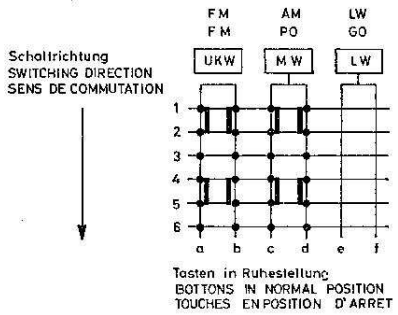 FM AM LW
FM PO GO
Schaltrichtung
SWITCHING DIRECTION
SENS DE COMMUTATION
UKW MW LW
1
2
3
4
5
6
a b c d e f
Tasten in Ruhestellung
BOTTONS IN NORMAL POSITION
TOUCHES EN POSITION D'ARRET